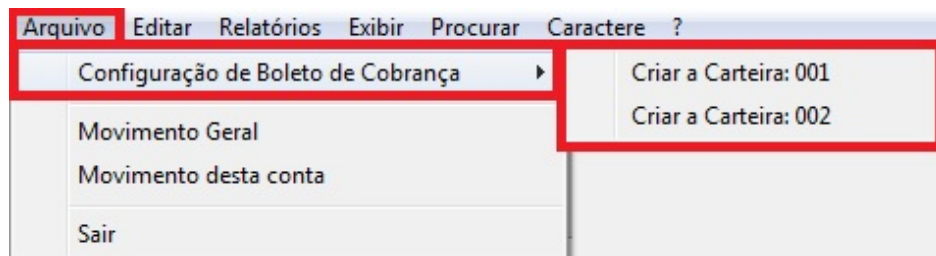 Arquivo Editar Relatórios Exibir Procurar Caractere ?
Configuração de Boleto de Cobrança
Criar a Carteira: 001
Criar a Carteira: 002
Movimento Geral
Movimento desta conta
Sair